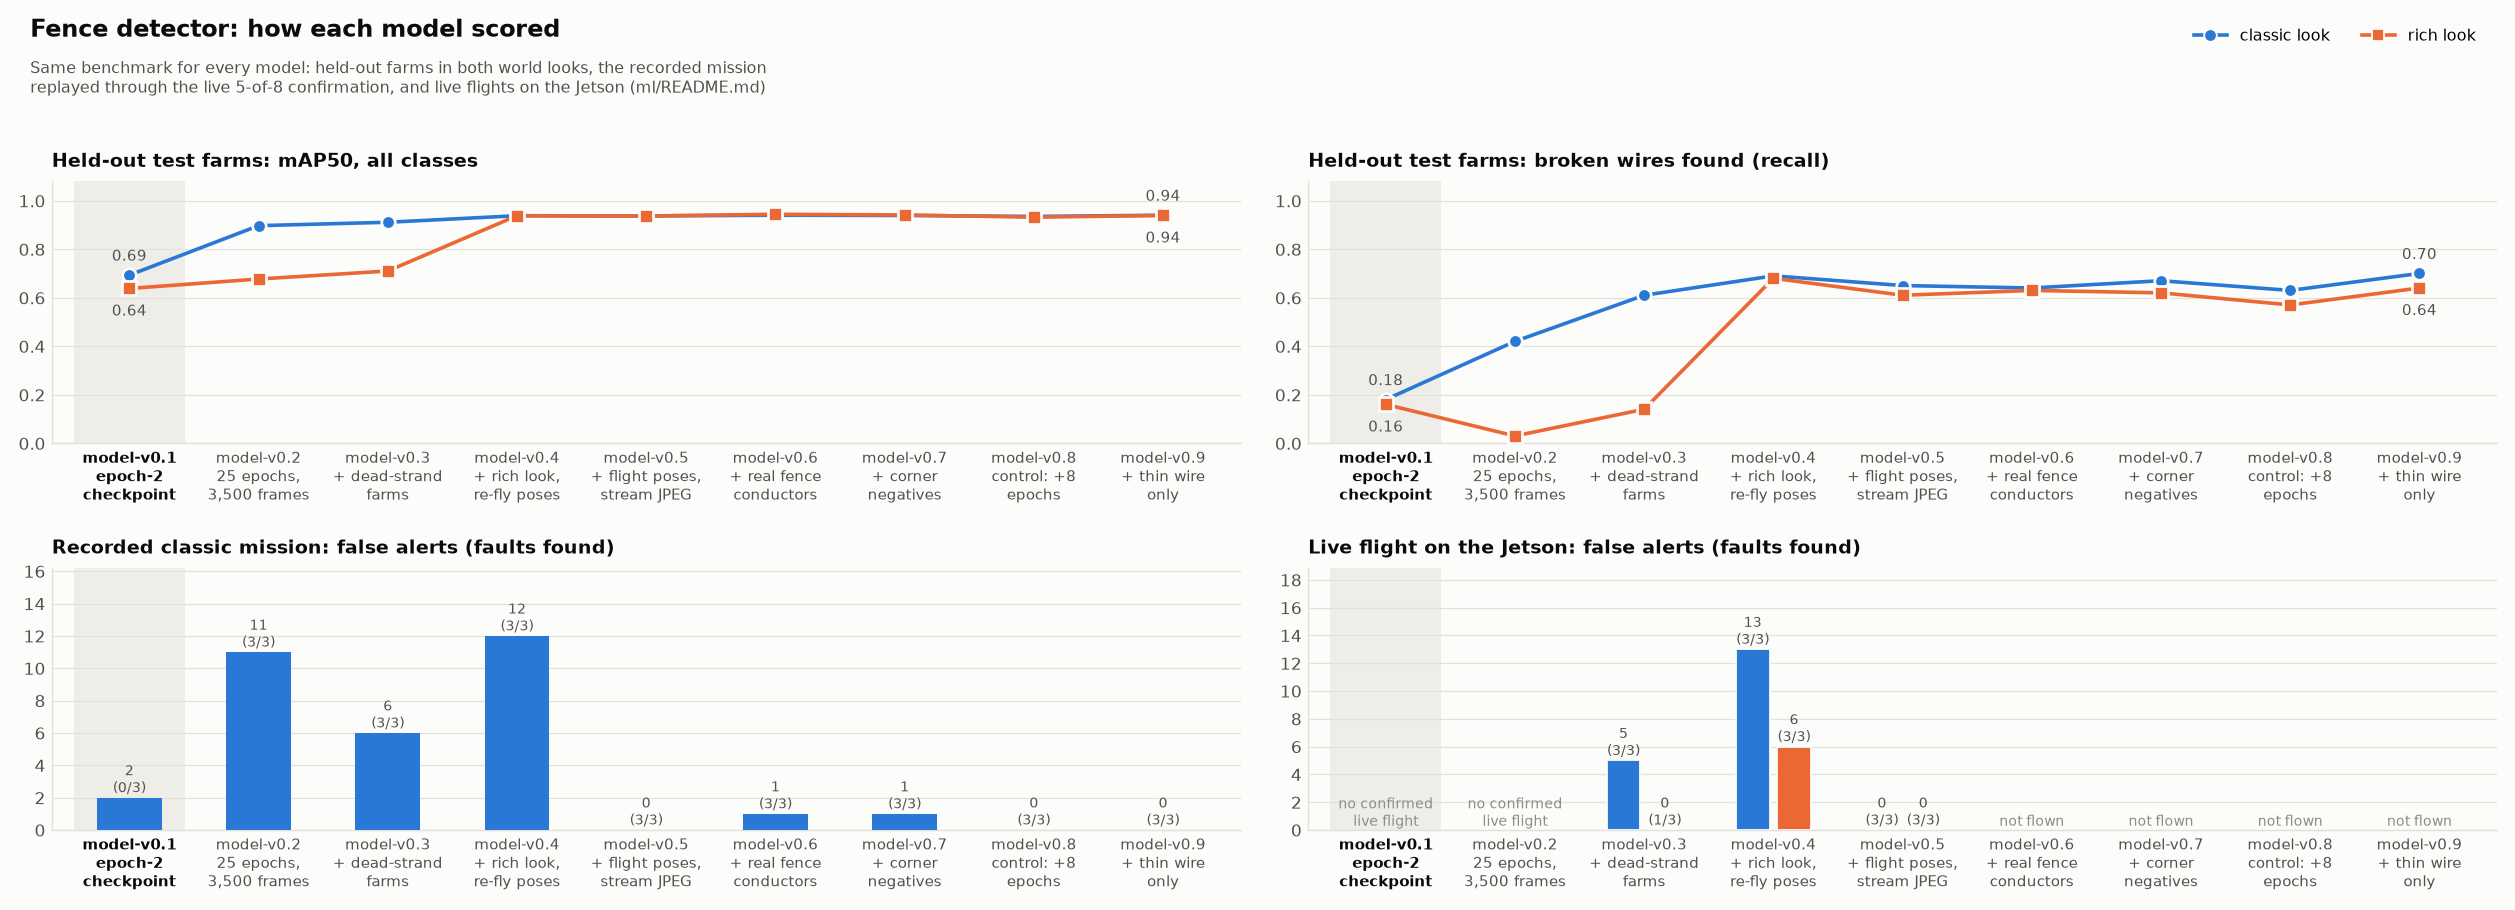 Fence detector: how each model scored
classic look
rich look
Same benchmark for every model: held-out farms in both world looks, the recorded mission
replayed through the live 5-of-8 confirmation, and live flights on the Jetson (ml/README.md)
Held-out test farms: mAP50, all classes
1.0
0.8
0.6
0.4
0.2
0.0
0.69
0.64
0.94
0.94
model-v0.1
epoch-2
checkpoint
model-v0.2
25 epochs,
3,500 frames
model-v0.3
+ dead-strand
farms
model-v0.4
+ rich look,
re-fly poses
model-v0.5
+ flight poses,
stream JPEG
model-v0.6
+ real fence
conductors
model-v0.7
+ corner
negatives
model-v0.8
control: +8
epochs
model-v0.9
+ thin wire
only
Held-out test farms: broken wires found (recall)
1.0
0.8
0.6
0.4
0.2
0.0
0.18
0.16
0.70
0.64
model-v0.1
epoch-2
checkpoint
model-v0.2
25 epochs,
3,500 frames
model-v0.3
+ dead-strand
farms
model-v0.4
+ rich look,
re-fly poses
model-v0.5
+ flight poses,
stream JPEG
model-v0.6
+ real fence
conductors
model-v0.7
+ corner
negatives
model-v0.8
control: +8
epochs
model-v0.9
+ thin wire
only
Recorded classic mission: false alerts (faults found)
16
14
12
10
8
6
4
2
0
2
(0/3)
11
(3/3)
6
(3/3)
12
(3/3)
0
(3/3)
1
(3/3)
1
(3/3)
0
(3/3)
0
(3/3)
model-v0.1
epoch-2
checkpoint
model-v0.2
25 epochs,
3,500 frames
model-v0.3
+ dead-strand
farms
model-v0.4
+ rich look,
re-fly poses
model-v0.5
+ flight poses,
stream JPEG
model-v0.6
+ real fence
conductors
model-v0.7
+ corner
negatives
model-v0.8
control: +8
epochs
model-v0.9
+ thin wire
only
Live flight on the Jetson: false alerts (faults found)
18
16
14
12
10
8
6
4
2
0
no confirmed
live flight
no confirmed
live flight
5
(3/3)
0
(1/3)
13
(3/3)
6
(3/3)
0
(3/3)
0
(3/3)
not flown
not flown
not flown
not flown
model-v0.1
epoch-2
checkpoint
model-v0.2
25 epochs,
3,500 frames
model-v0.3
+ dead-strand
farms
model-v0.4
+ rich look,
re-fly poses
model-v0.5
+ flight poses,
stream JPEG
model-v0.6
+ real fence
conductors
model-v0.7
+ corner
negatives
model-v0.8
control: +8
epochs
model-v0.9
+ thin wire
only